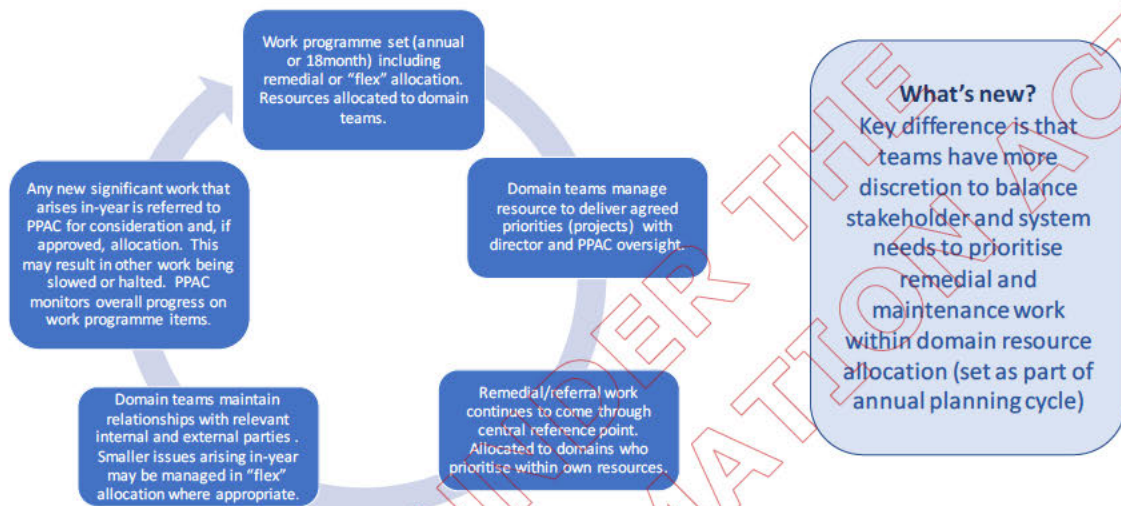 Work programme set (annual
or 18month) including
remedial or “flex” allocation.
Resources allocated to domain
teams.
Domain teams manage
resource to deliver agreed
priorities (projects) with
director and PPAC oversight.
Remedial/referral work
continues to come through
central reference point.
Allocated to domains who
prioritise within own resources.
Domain teams maintain
relationships with relevant
internal and external parties .
Smaller issues arising in-year
may be managed in “flex”
allocation where appropriate.
Any new significant work that
arises in-year is referred to
PPAC for consideration and, if
approved, allocation. This
may result in other work being
slowed or halted. PPAC
monitors overall progress on
work programme items.
What’s new?
Key difference is that
teams have more
discretion to balance
stakeholder and system
needs to prioritise
remedial and
maintenance work
within domain resource
allocation (set as part of
annual planning cycle)
UNDER THE
MATION ACT